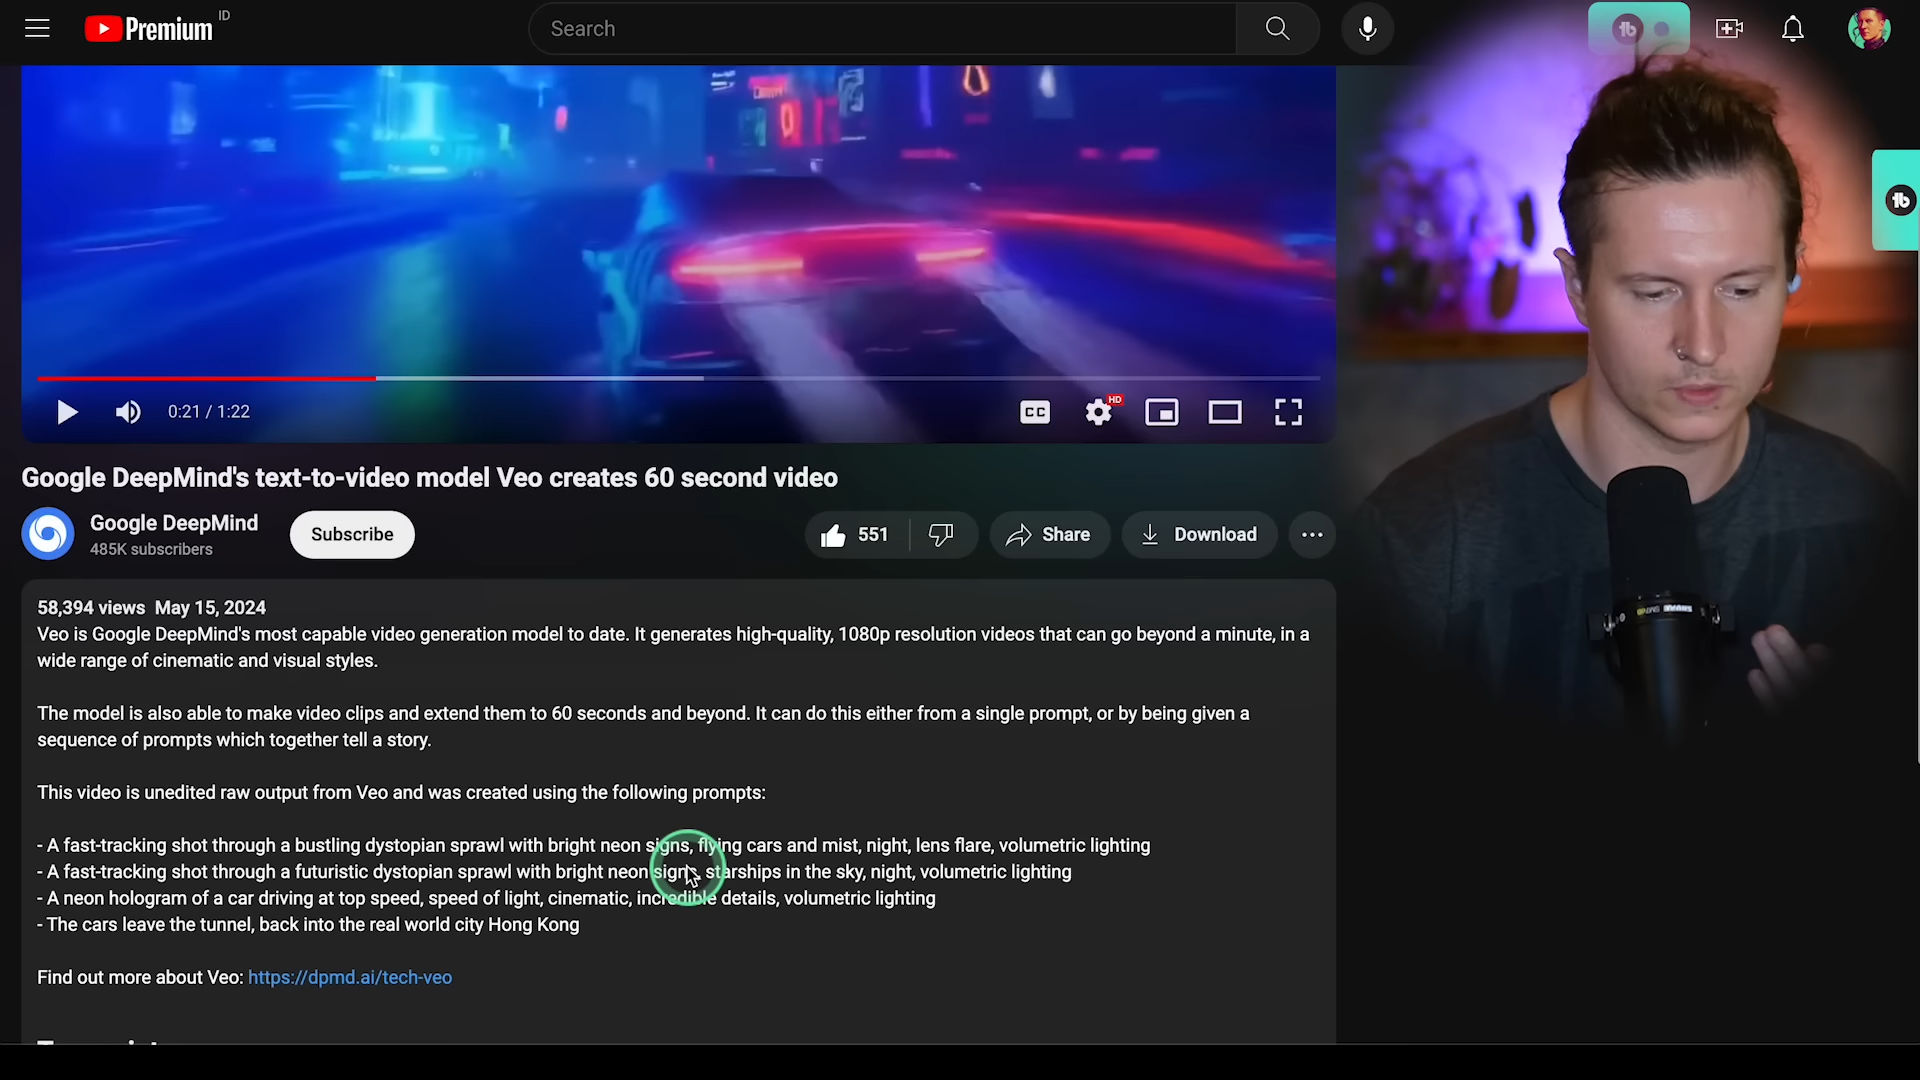 Premium ID
Search
0:21 / 1:22
CC
HD
Google DeepMind's text-to-video model Veo creates 60 second video
Google DeepMind
485K subscribers
Subscribe
551
Share
Download
58,394 views May 15, 2024
Veo is Google DeepMind's most capable video generation model to date. It generates high-quality, 1080p resolution videos that can go beyond a minute, in a
wide range of cinematic and visual styles.
The model is also able to make video clips and extend them to 60 seconds and beyond. It can do this either from a single prompt, or by being given a
sequence of prompts which together tell a story.
This video is unedited raw output from Veo and was created using the following prompts:
- A fast-tracking shot through a bustling dystopian sprawl with bright neon signs, flying cars and mist, night, lens flare, volumetric lighting
- A fast-tracking shot through a futuristic dystopian sprawl with bright neon signs, starships in the sky, night, volumetric lighting
- A neon hologram of a car driving at top speed, speed of light, cinematic, incredible details, volumetric lighting
- The cars leave the tunnel, back into the real world city Hong Kong
Find out more about Veo: https://dpmd.ai/tech-veo